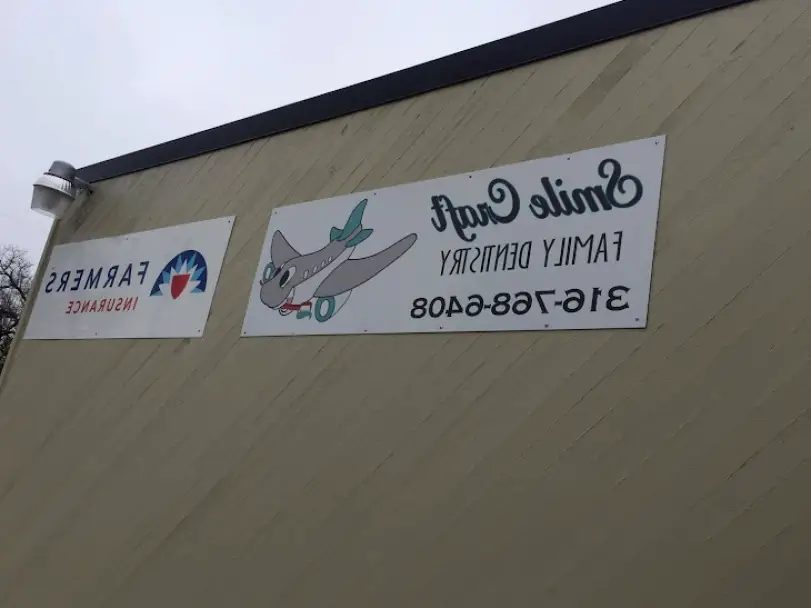 Smile Craft
FAMILY DENTISTRY
316-768-6408
FARMERS
INSURANCE